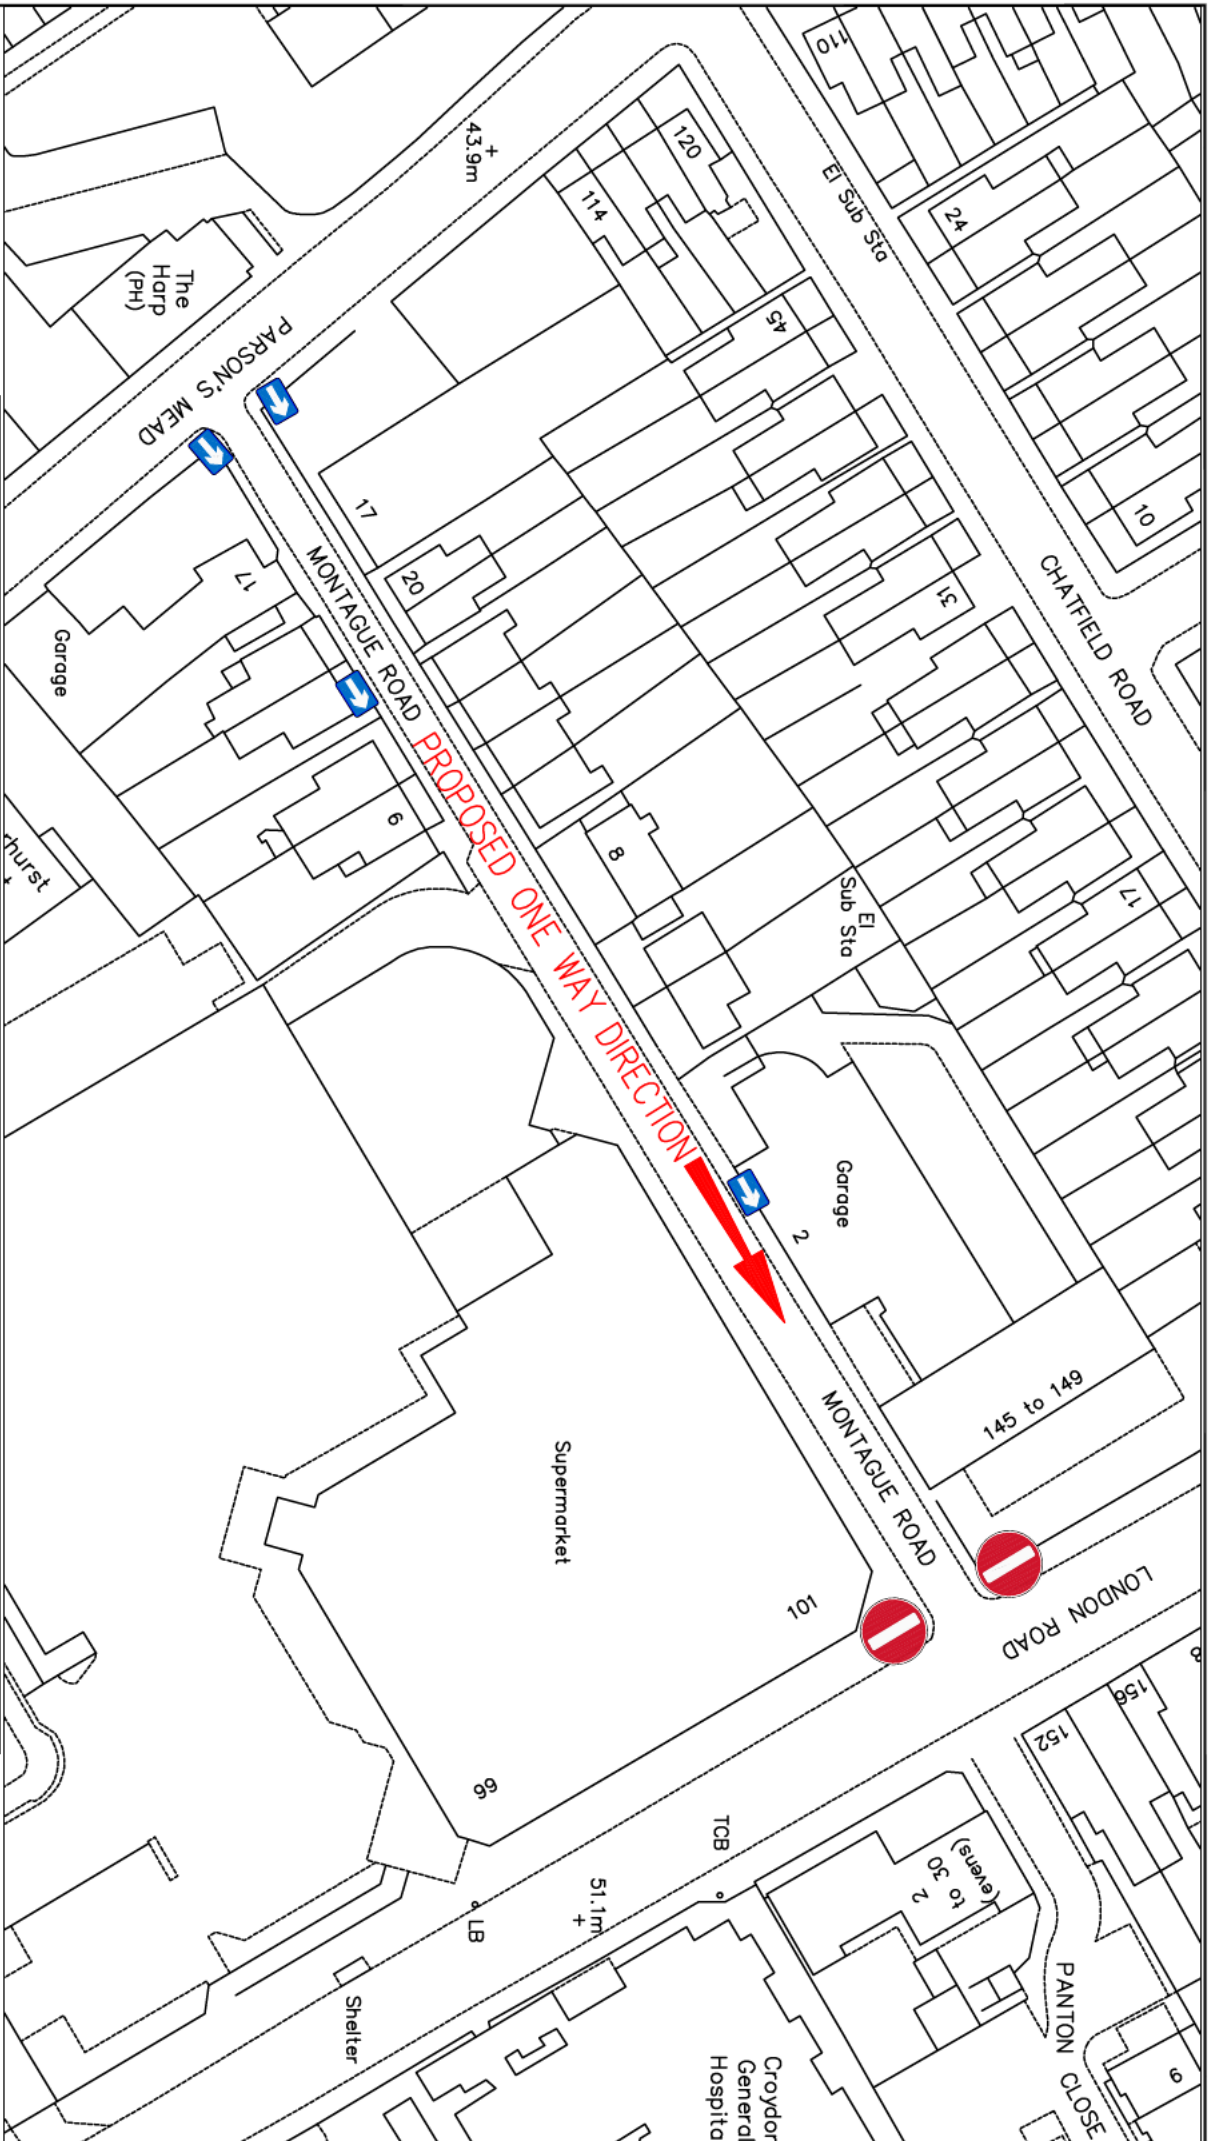 110
El Sub Sta
24
120
114
43.9m
45
The
Harp
(PH)
PARSON'S MEAD
10
CHATFIELD ROAD
17
20
31
17
MONTAGUE ROAD
Garage
6
8
17
El
Sub Sta
rhurst
PROPOSED ONE WAY DIRECTION
Garage
2
145 to 149
MONTAGUE ROAD
Supermarket
101
LONDON ROAD
156
152
99
TCB
2
to 30
(evens)
51.1m
LB
Shelter
PANTON CLOSE
Croydon
General
Hospita